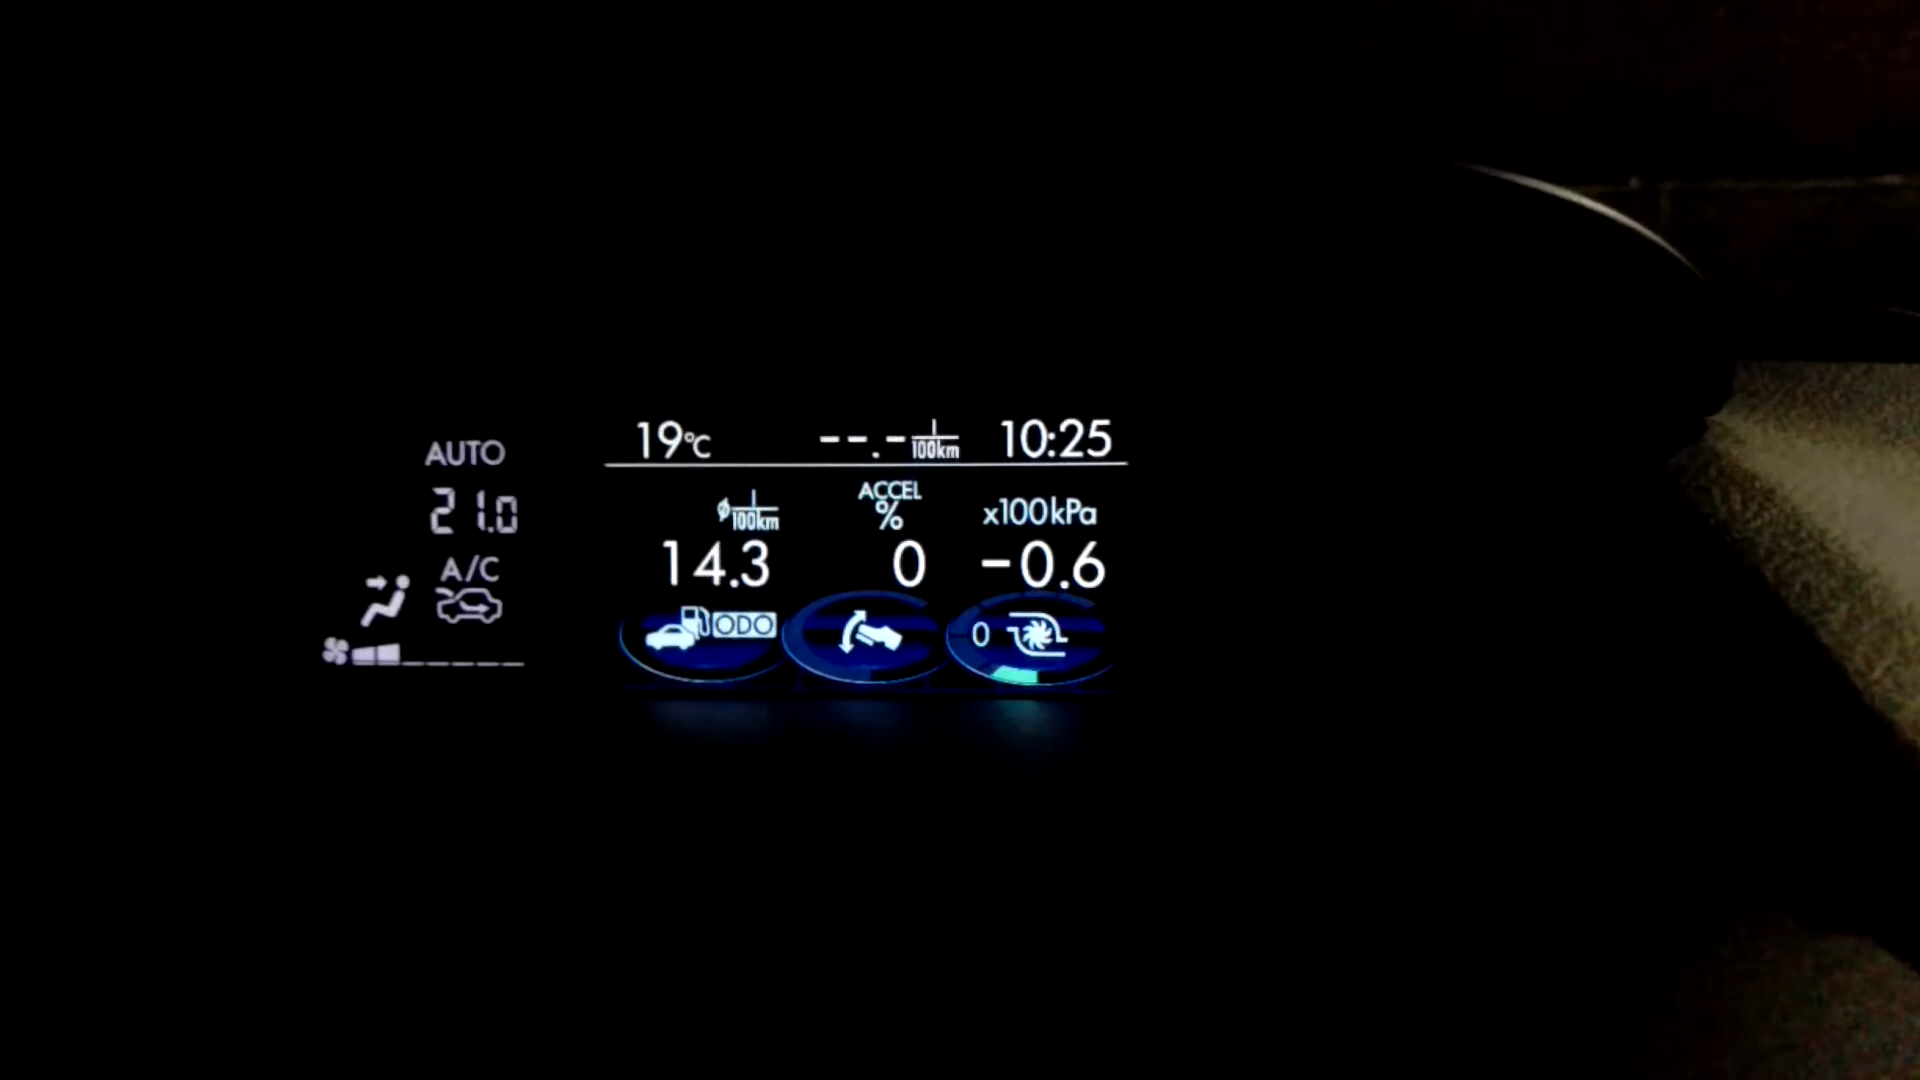 AUTO
21.0
A/C
19°C --.- l/100km 10:25
ø l/100km ACCEL % x100kPa
14.3 0 -0.6
ODO 0